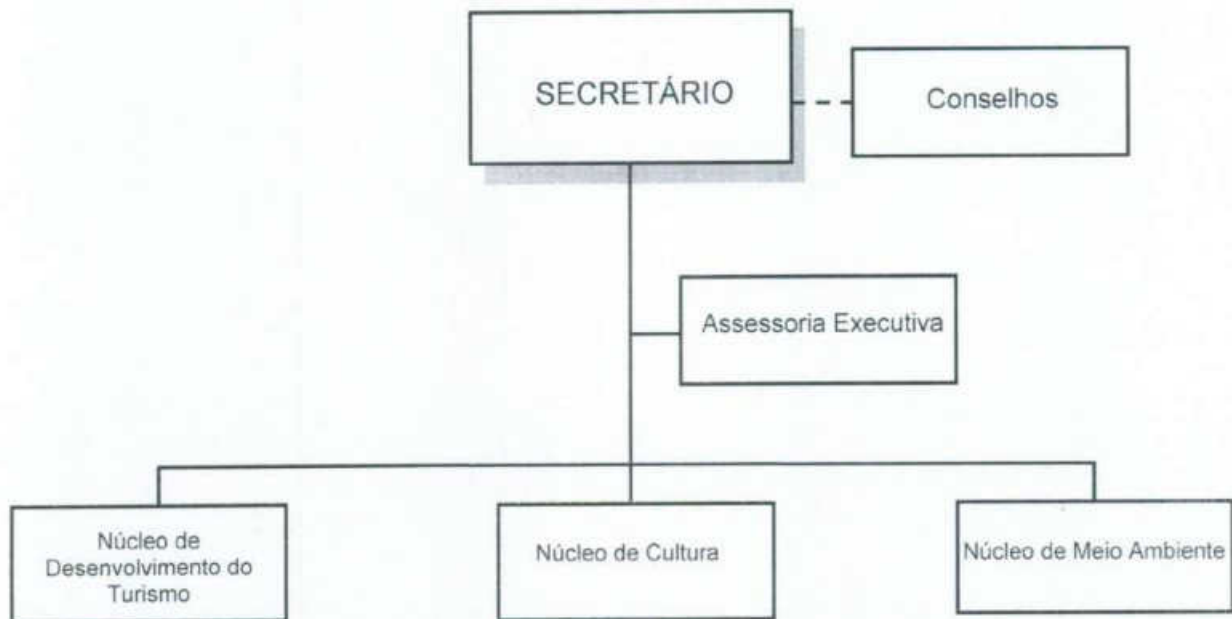 SECRETÁRIO
Conselhos
Assessoria Executiva
Núcleo de
Desenvolvimento do
Turismo
Núcleo de Cultura
Núcleo de Meio Ambiente